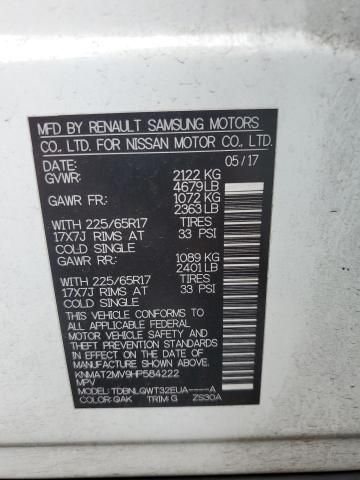 MFD BY RENAULT SAMSUNG MOTORS
CO., LTD. FOR NISSAN MOTOR CO., LTD.
DATE: 05/17
GVWR: 2122 KG
4679 LB
GAWR FR: 1072 KG
2363 LB
WITH 225/65R17 TIRES
17X7J RIMS AT 33 PSI
COLD SINGLE
GAWR RR: 1089 KG
2401 LB
WITH 225/65R17 TIRES
17X7J RIMS AT 33 PSI
COLD SINGLE
THIS VEHICLE CONFORMS TO ALL
APPLICABLE U.S. FEDERAL
MOTOR VEHICLE SAFETY, BUMPER, AND
THEFT PREVENTION STANDARDS
IN EFFECT ON THE DATE OF
MANUFACTURE SHOWN ABOVE.
KNMAT2MV9HP584222
MPV
MODEL: TDBNLQWT32EUA----A
COLOR: QAK TRIM: G ZS30A